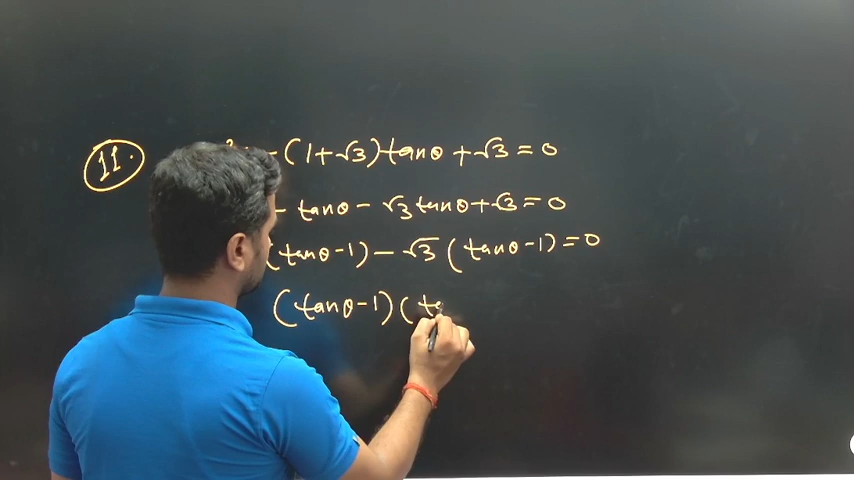 11. - (1+√3)tanθ +√3 = 0
- tanθ - √3 tanθ+√3 = 0
(tanθ-1) - √3 (tanθ-1) = 0
(tanθ-1) (ta